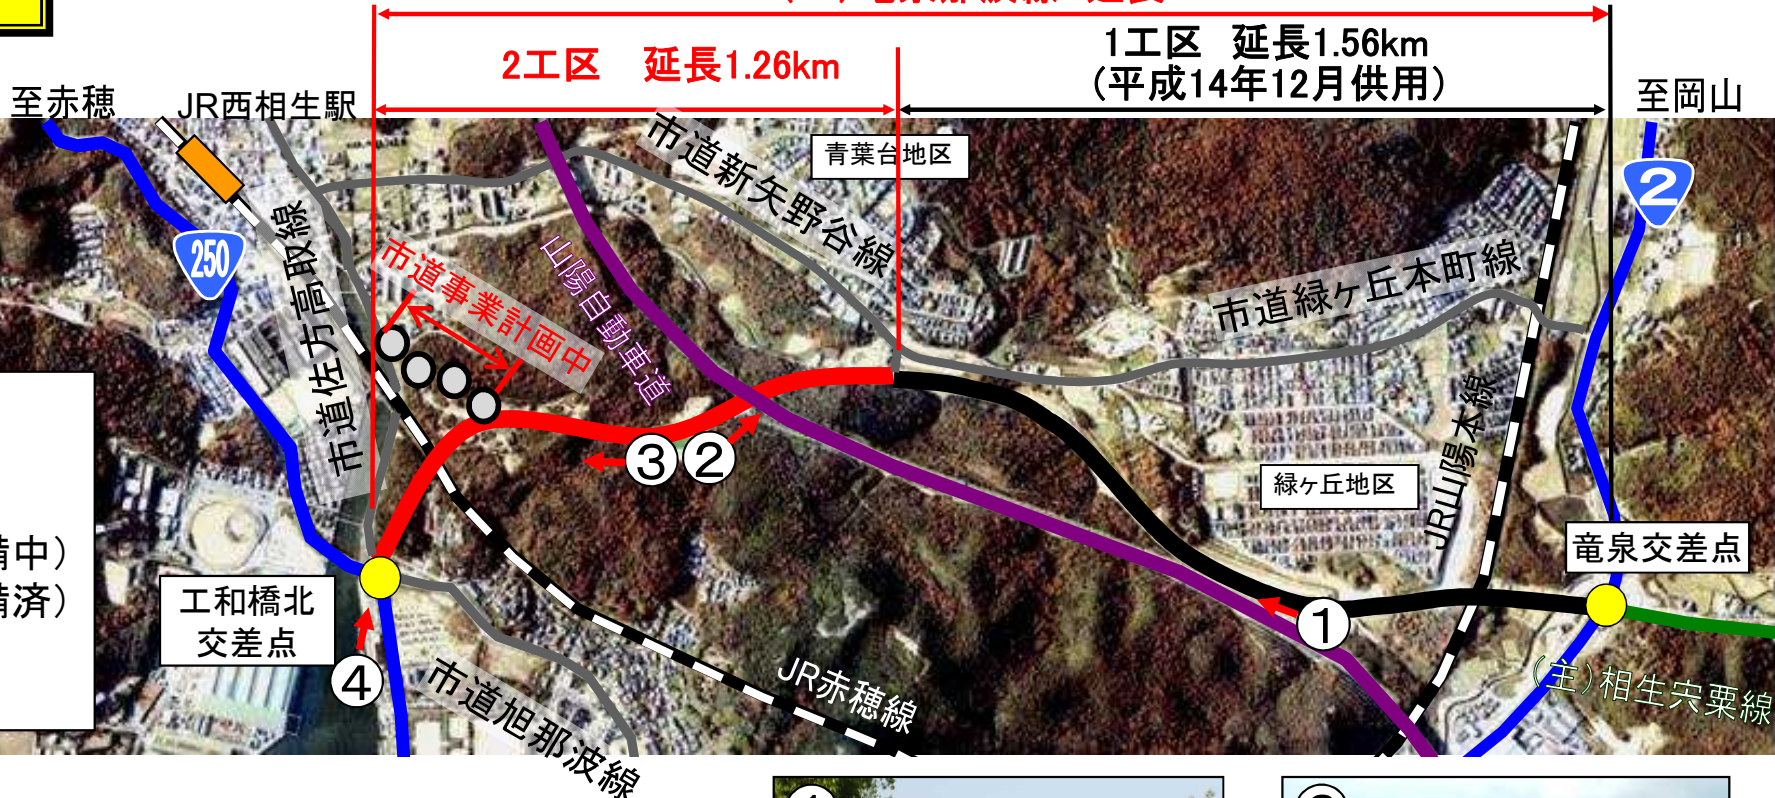 2工区 延長1.26km
1工区 延長1.56km
(平成14年12月供用)
至赤穂
JR西相生駅
至岡山
市道新矢野谷線
青葉台地区
2
250
市道佐方高取線
市道事業計画中
山陽自動車道
市道緑ヶ丘本町線
JR山陽本線
緑ヶ丘地区
③
②
竜泉交差点
備中)
備済)
工和橋北
交差点
①
④
市道旭那波線
JR赤穂線
(主)相生宍粟線